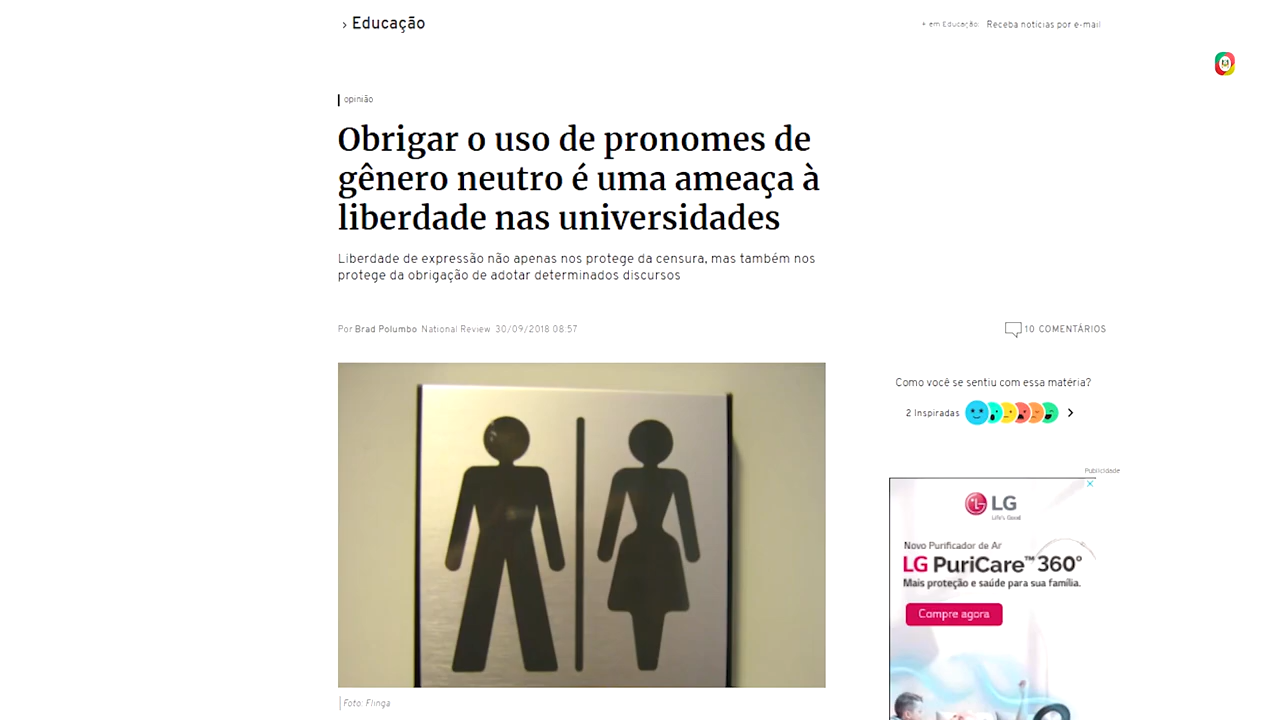 › Educação
+ em Educação: Receba notícias por e-mail
opinião
Obrigar o uso de pronomes de
gênero neutro é uma ameaça à
liberdade nas universidades
Liberdade de expressão não apenas nos protege da censura, mas também nos
protege da obrigação de adotar determinados discursos
Por Brad Polumbo National Review 30/09/2018 08:57
10 COMENTÁRIOS
Como você se sentiu com essa matéria?
2 Inspiradas
Publicidade
LG
Life's Good
Novo Purificador de Ar
LG PuriCare™ 360°
Mais proteção e saúde para sua família.
Compre agora
Foto: Flinga